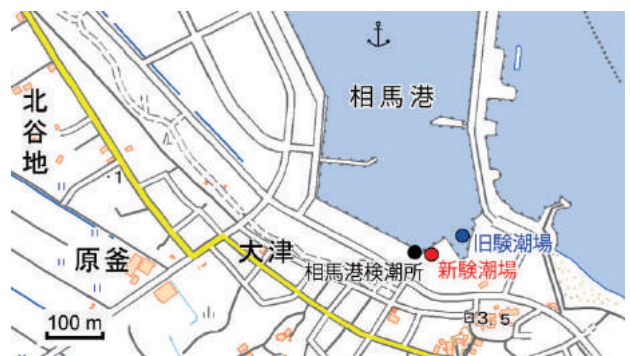 相馬港
北谷地
・1
旧験潮場
大津
原釜
相馬港検潮所
新験潮場
3.5
100 m